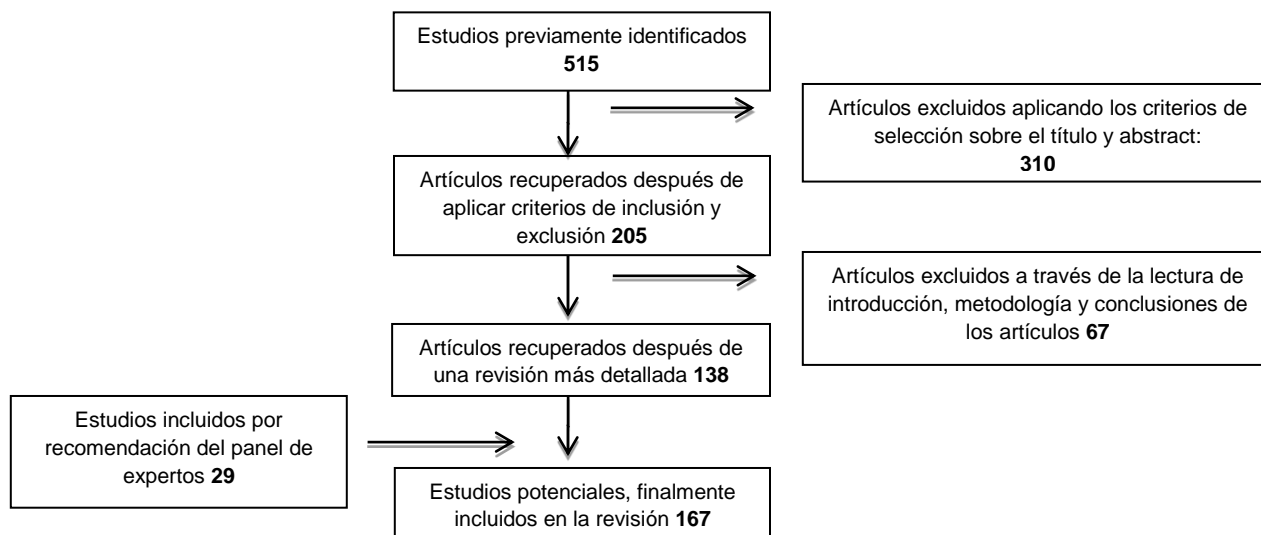 Estudios previamente identificados
515
Artículos excluidos aplicando los criterios de
selección sobre el título y abstract:
310
Artículos recuperados después de
aplicar criterios de inclusión y
exclusión 205
Artículos excluidos a través de la lectura de
introducción, metodología y conclusiones de
los artículos 67
Artículos recuperados después de
una revisión más detallada 138
Estudios incluidos por
recomendación del panel de
expertos 29
Estudios potenciales, finalmente
incluidos en la revisión 167